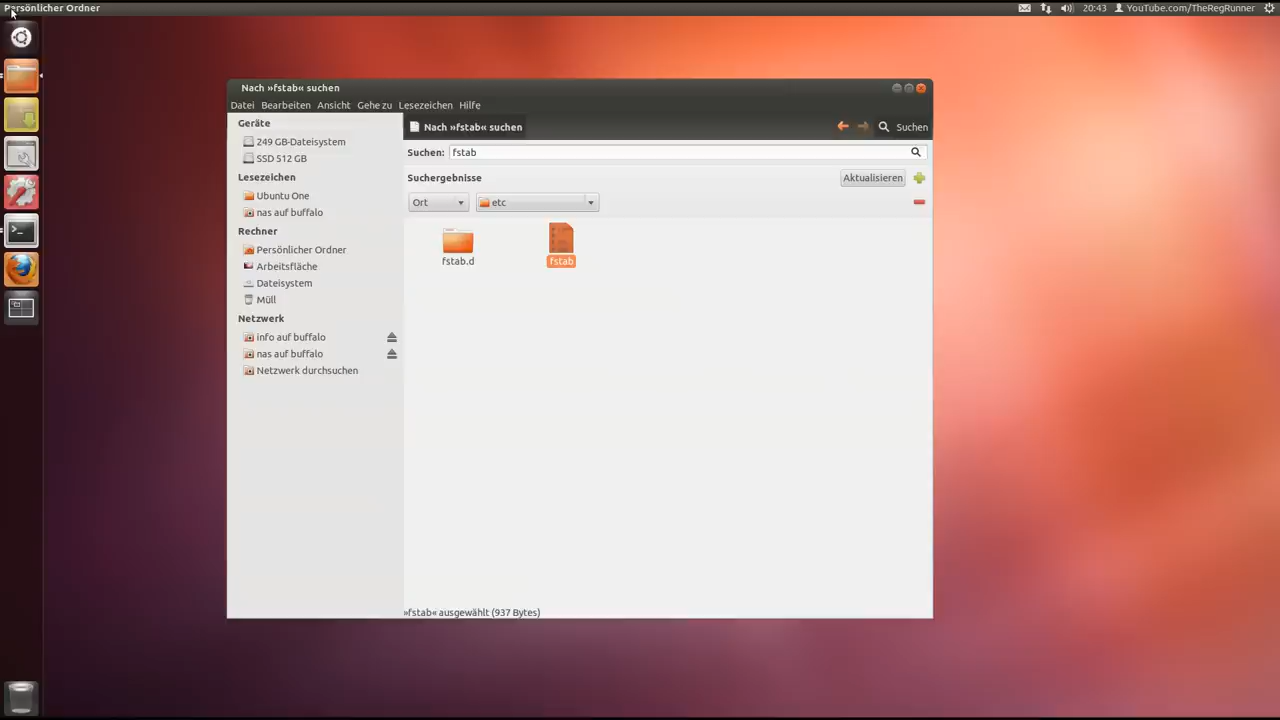 Persönlicher Ordner
20:43
YouTube.com/TheRegRunner
Nach »fstab« suchen
Datei Bearbeiten Ansicht Gehe zu Lesezeichen Hilfe
Geräte
249 GB-Dateisystem
SSD 512 GB
Lesezeichen
Ubuntu One
nas auf buffalo
Rechner
Persönlicher Ordner
Arbeitsfläche
Dateisystem
Müll
Netzwerk
info auf buffalo
nas auf buffalo
Netzwerk durchsuchen
Nach »fstab« suchen
Suchen
Suchen: fstab
Suchergebnisse
Aktualisieren
Ort
etc
fstab.d
fstab
»fstab« ausgewählt (937 Bytes)